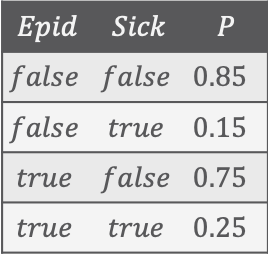 Epid Sick P
false false 0.85
false true 0.15
true false 0.75
true true 0.25